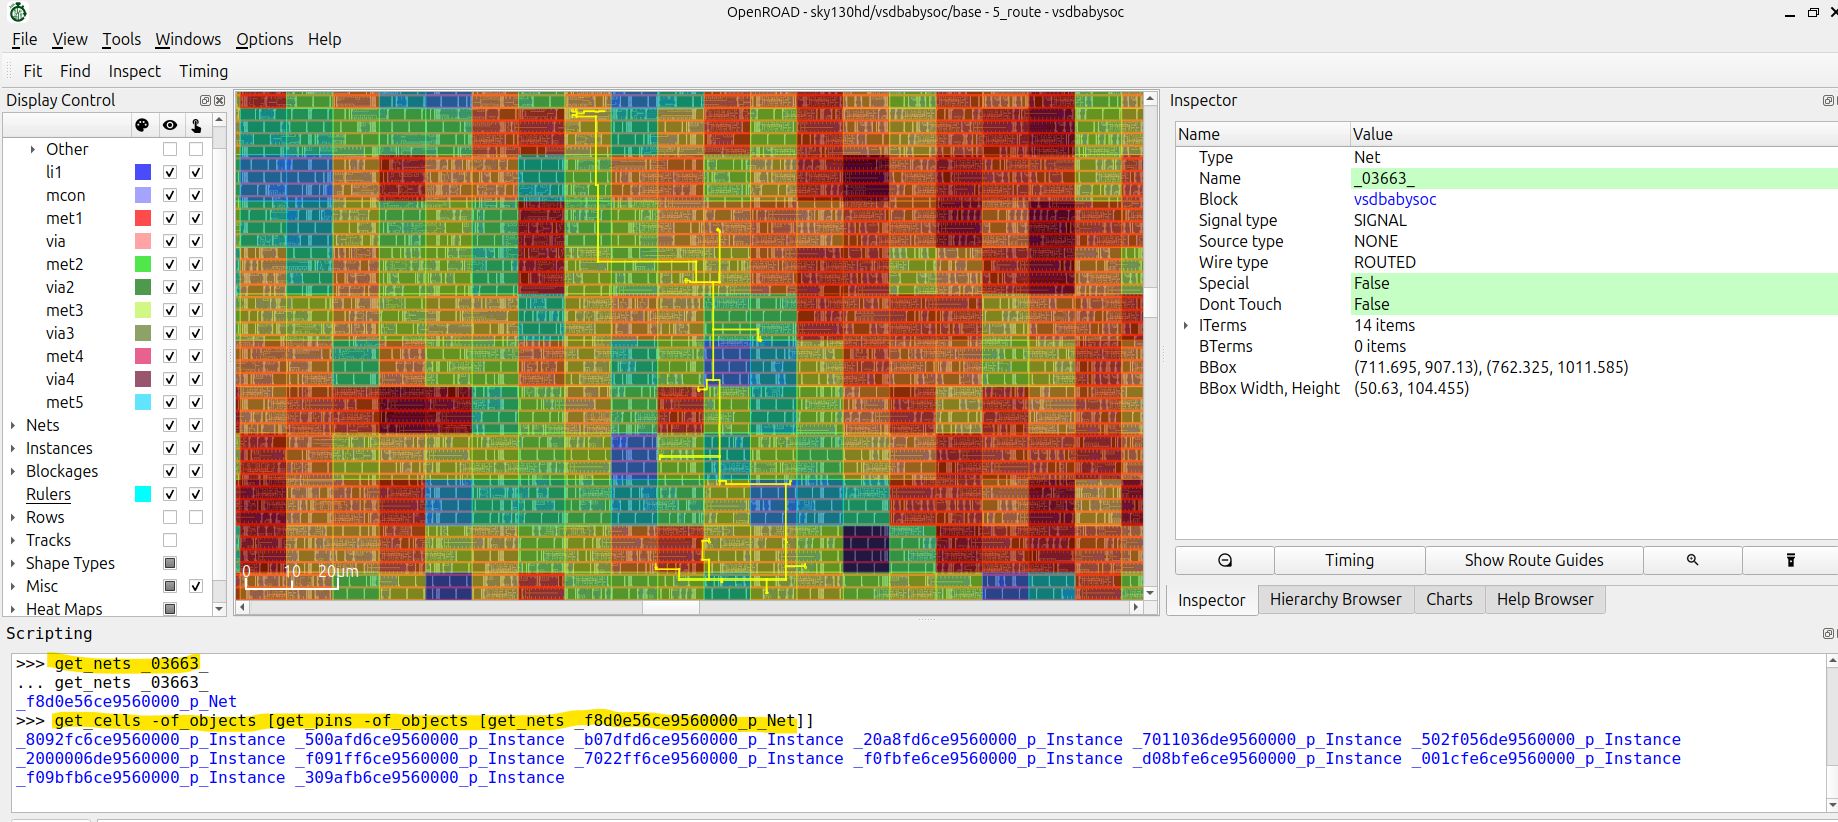 OpenROAD - sky130hd/vsdbabysoc/base - 5_route - vsdbabysoc
File View Tools Windows Options Help
Fit Find Inspect Timing
Display Control
Other
li1
mcon
met1
via
met2
via2
met3
via3
met4
via4
met5
Nets
Instances
Blockages
Rulers
Rows
Tracks
Shape Types
Misc
Heat Maps
0 10 20μm
Inspector
Name Value
Type Net
Name _03663_
Block vsdbabysoc
Signal type SIGNAL
Source type NONE
Wire type ROUTED
Special False
Dont Touch False
ITerms 14 items
BTerms 0 items
BBox (711.695, 907.13), (762.325, 1011.585)
BBox Width, Height (50.63, 104.455)
Timing Show Route Guides
Inspector Hierarchy Browser Charts Help Browser
Scripting
>>> get_nets _03663_
... get_nets _03663_
_f8d0e56ce9560000_p_Net
>>> get_cells -of_objects [get_pins -of_objects [get_nets _f8d0e56ce9560000_p_Net]]
_8092fc6ce9560000_p_Instance _500afd6ce9560000_p_Instance _b07dfd6ce9560000_p_Instance _20a8fd6ce9560000_p_Instance _7011036de9560000_p_Instance _502f056de9560000_p_Instance
_2000006de9560000_p_Instance _f091ff6ce9560000_p_Instance _7022ff6ce9560000_p_Instance _f0fbfe6ce9560000_p_Instance _d08bfe6ce9560000_p_Instance _001cfe6ce9560000_p_Instance
_f09bfb6ce9560000_p_Instance _309afb6ce9560000_p_Instance